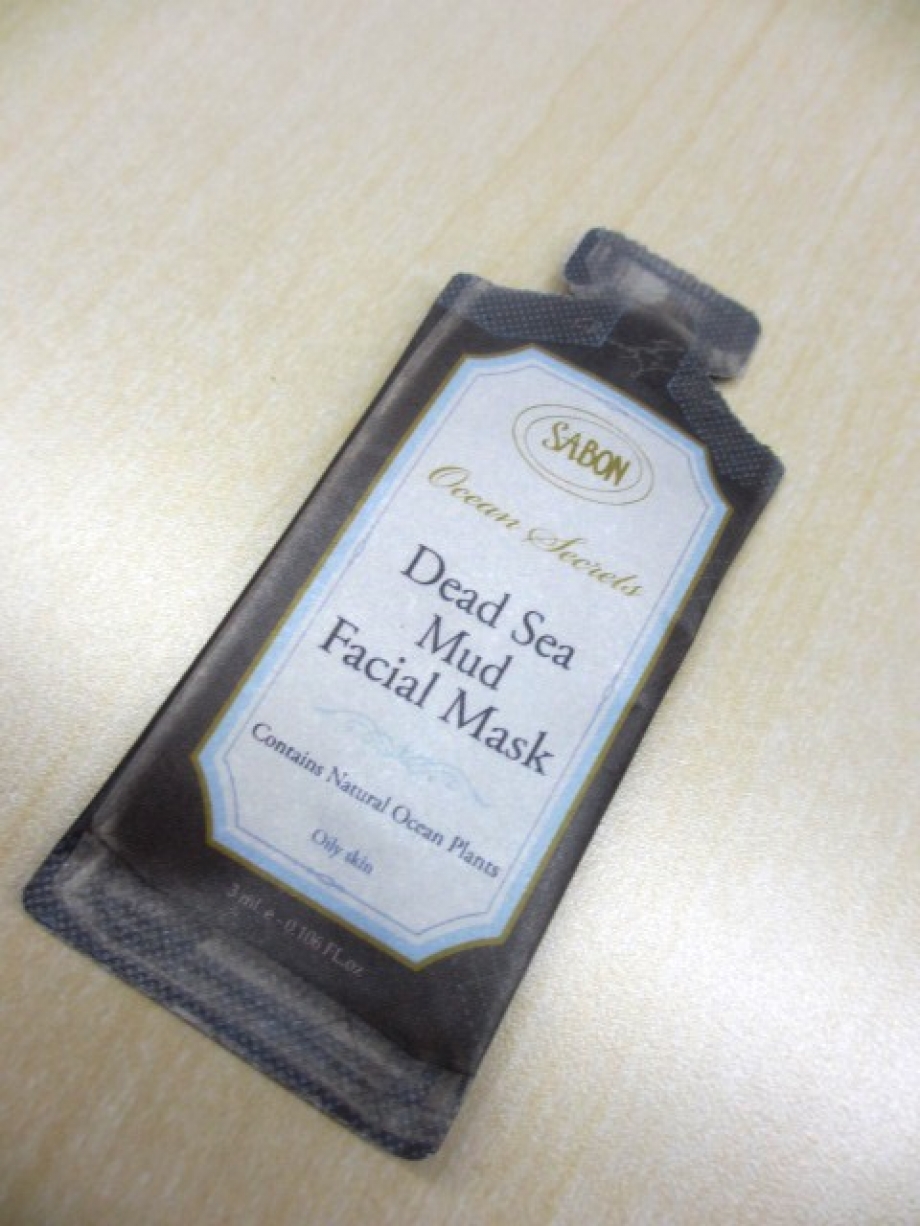 SABON
Ocean Secrets
Dead Sea
Mud
Facial Mask
Contains Natural Ocean Plants
Oily skin
3 ml. e - 0.106 FL.oz